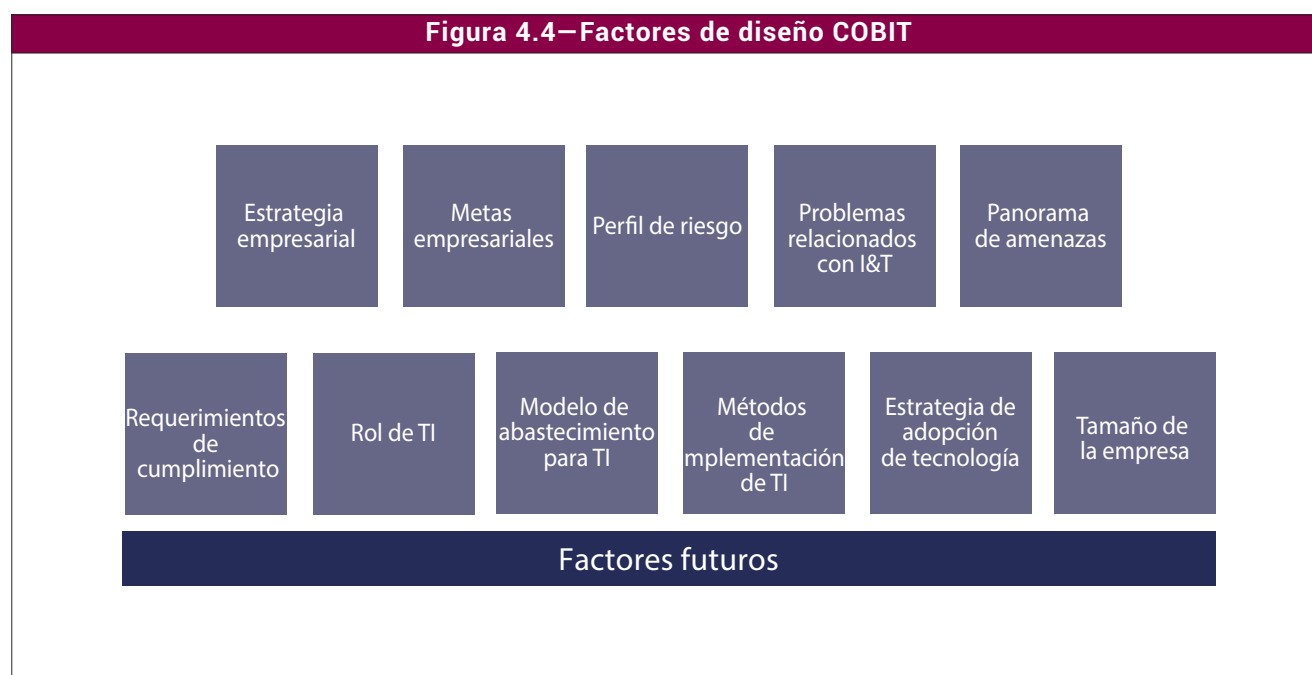 Figura 4.4—Factores de diseño COBIT
Estrategia
empresarial
Metas
empresariales
Perfil de riesgo
Problemas
relacionados
con I&T
Panorama
de amenazas
Requerimientos
de
cumplimiento
Rol de TI
Modelo de
abastecimiento
para TI
Métodos
de
mplementación
de TI
Estrategia de
adopción
de tecnología
Tamaño de
la empresa
Factores futuros